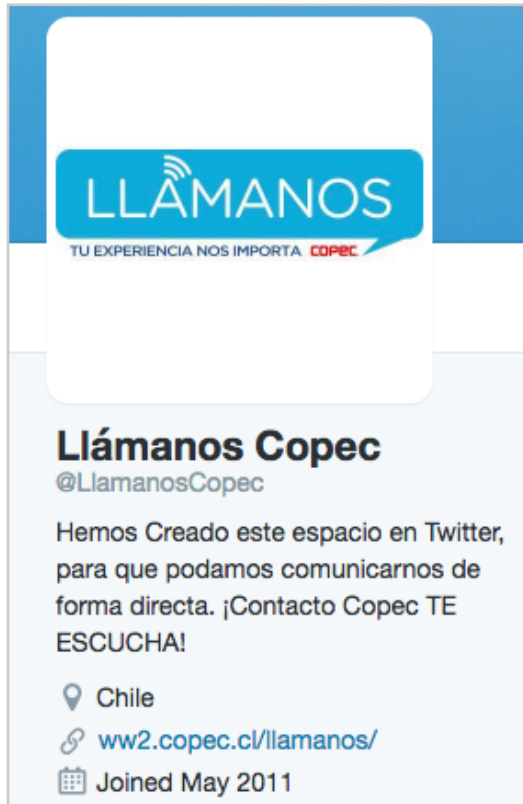 LLÁMANOS
TU EXPERIENCIA NOS IMPORTA COPEC
Llámanos Copec
@LlamanosCopec
Hemos Creado este espacio en Twitter,
para que podamos comunicarnos de
forma directa. ¡Contacto Copec TE
ESCUCHA!
Chile
ww2.copec.cl/llamanos/
Joined May 2011